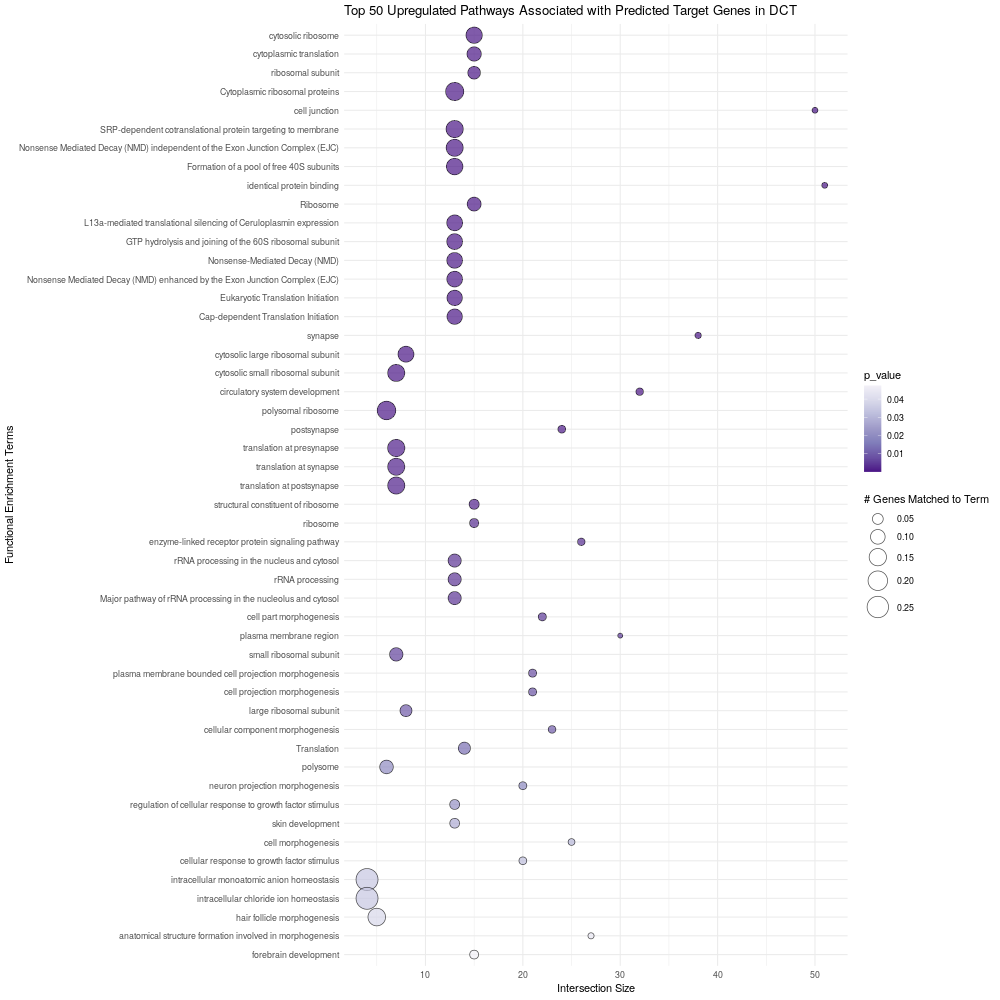 Top 50 Upregulated Pathways Associated with Predicted Target Genes in DCT
Functional Enrichment Terms
cytosolic ribosome
cytoplasmic translation
ribosomal subunit
Cytoplasmic ribosomal proteins
cell junction
SRP-dependent cotranslational protein targeting to membrane
Nonsense Mediated Decay (NMD) independent of the Exon Junction Complex (EJC)
Formation of a pool of free 40S subunits
identical protein binding
Ribosome
L13a-mediated translational silencing of Ceruloplasmin expression
GTP hydrolysis and joining of the 60S ribosomal subunit
Nonsense-Mediated Decay (NMD)
Nonsense Mediated Decay (NMD) enhanced by the Exon Junction Complex (EJC)
Eukaryotic Translation Initiation
Cap-dependent Translation Initiation
synapse
cytosolic large ribosomal subunit
cytosolic small ribosomal subunit
circulatory system development
polysomal ribosome
postsynapse
translation at presynapse
translation at synapse
translation at postsynapse
structural constituent of ribosome
ribosome
enzyme-linked receptor protein signaling pathway
rRNA processing in the nucleus and cytosol
rRNA processing
Major pathway of rRNA processing in the nucleolus and cytosol
cell part morphogenesis
plasma membrane region
small ribosomal subunit
plasma membrane bounded cell projection morphogenesis
cell projection morphogenesis
large ribosomal subunit
cellular component morphogenesis
Translation
polysome
neuron projection morphogenesis
regulation of cellular response to growth factor stimulus
skin development
cell morphogenesis
cellular response to growth factor stimulus
intracellular monoatomic anion homeostasis
intracellular chloride ion homeostasis
hair follicle morphogenesis
anatomical structure formation involved in morphogenesis
forebrain development
10 20 30 40 50
Intersection Size
p_value
0.04
0.03
0.02
0.01
# Genes Matched to Term
0.05
0.10
0.15
0.20
0.25